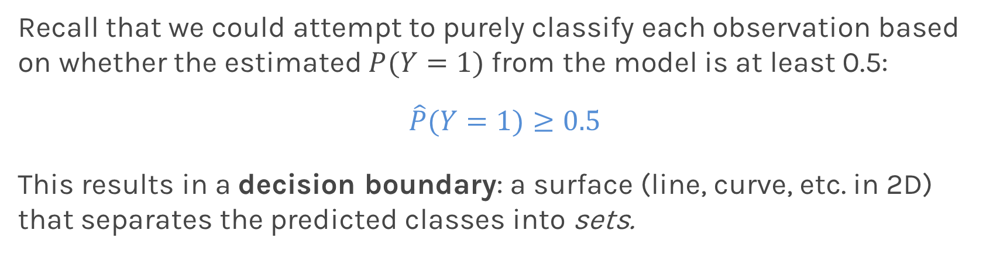 Recall that we could attempt to purely classify each observation based
on whether the estimated P(Y = 1) from the model is at least 0.5:
P̂(Y = 1) ≥ 0.5
This results in a decision boundary: a surface (line, curve, etc. in 2D)
that separates the predicted classes into sets.